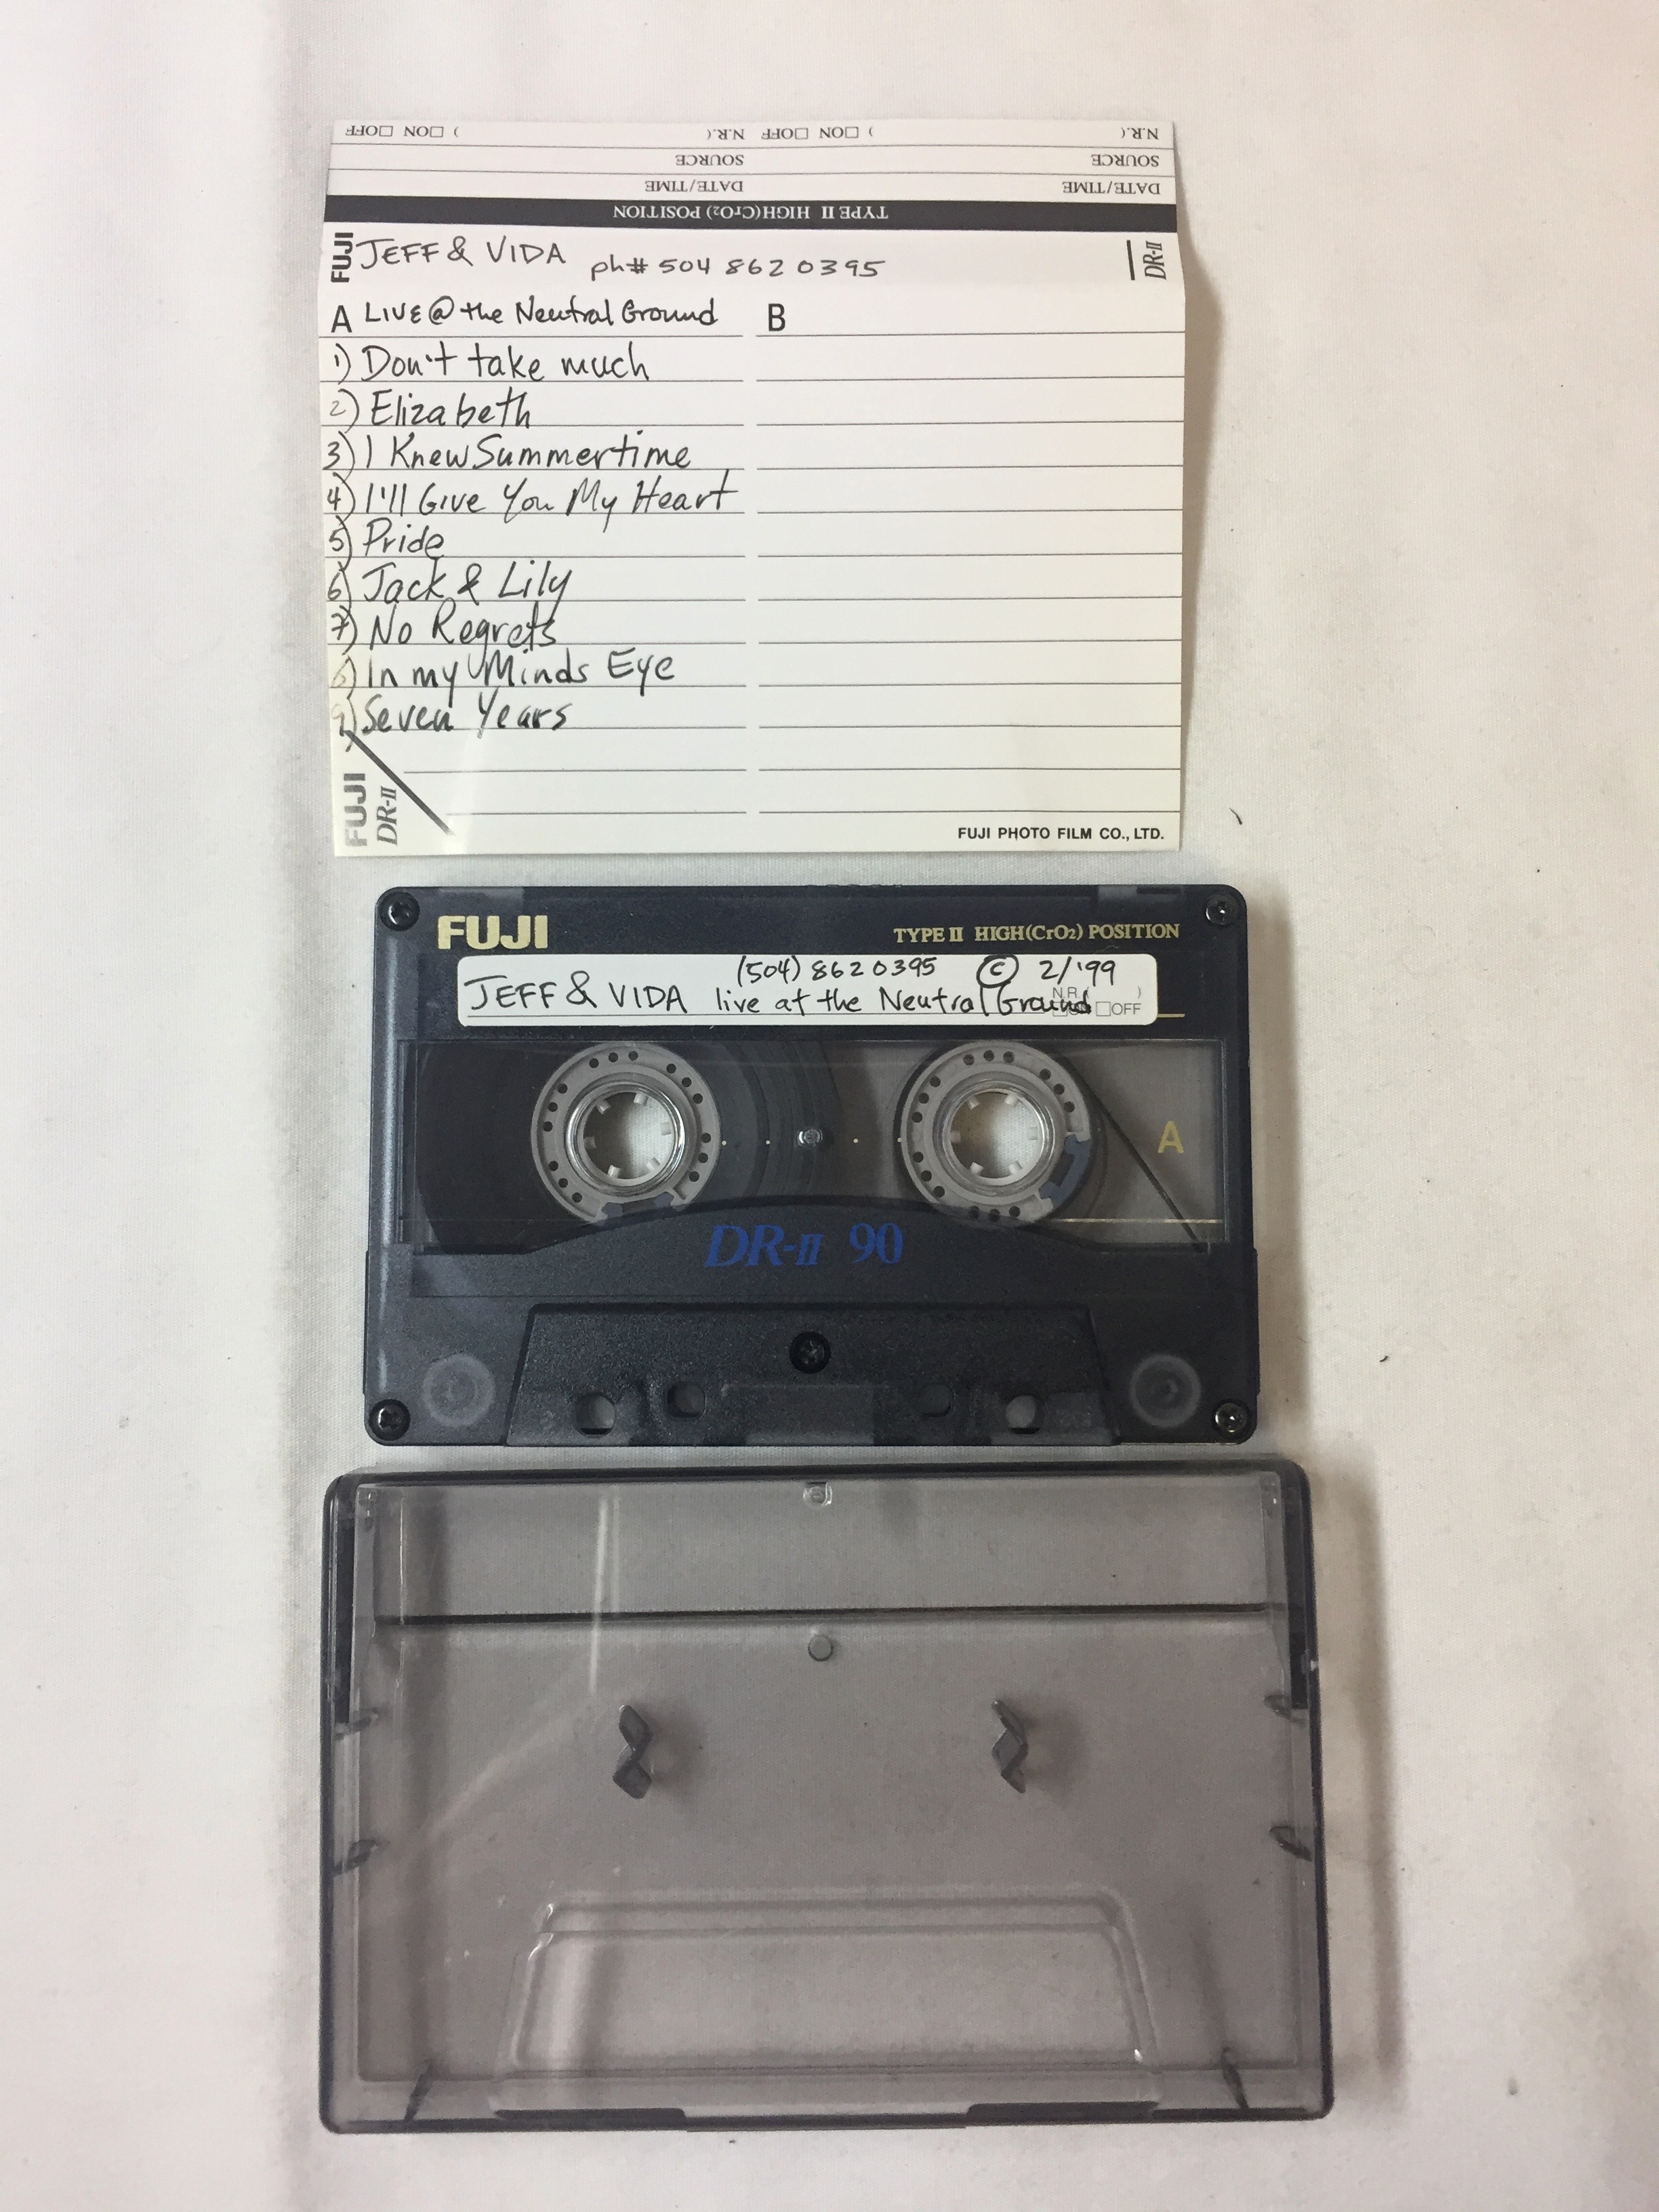 N.R.( ) □ON □OFF N.R.( ) □ON □OFF
SOURCE SOURCE
DATE/TIME DATE/TIME
TYPE II HIGH(CrO2) POSITION
FUJI JEFF & VIDA ph# 504 862 0395 DR-II
A LIVE @ the Neutral Ground B
1) Don't take much
2) Elizabeth
3) I Knew Summertime
4) I'll Give You My Heart
5) Pride
6) Jack & Lily
7) No Regrets
8) In my Minds Eye
9) Seven Years
FUJI
DR-II
FUJI PHOTO FILM CO., LTD.
FUJI TYPE II HIGH(CrO2) POSITION
(504) 862 0395 © 2/'99
JEFF & VIDA live at the Neutral Ground
N.R.( )
□ON □OFF
A
DR-II 90